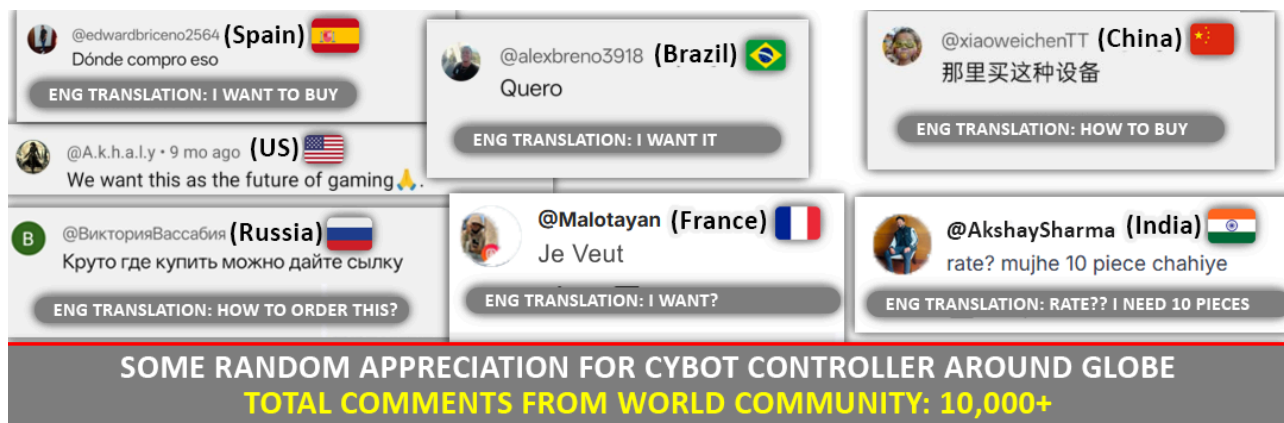 @edwardbriceno2564 (Spain)
Dónde compro eso
ENG TRANSLATION: I WANT TO BUY
@A.k.h.a.l.y • 9 mo ago (US)
We want this as the future of gaming🙏.
B
@ВикторияВассабия (Russia)
Круто где купить можно дайте сылку
ENG TRANSLATION: HOW TO ORDER THIS?
@alexbreno3918 (Brazil)
Quero
ENG TRANSLATION: I WANT IT
@Malotayan (France)
Je Veut
ENG TRANSLATION: I WANT?
@xiaoweichenTT (China)
那里买这种设备
ENG TRANSLATION: HOW TO BUY
@AkshaySharma (India)
rate? mujhe 10 piece chahiye
ENG TRANSLATION: RATE?? I NEED 10 PIECES
SOME RANDOM APPRECIATION FOR CYBOT CONTROLLER AROUND GLOBE
TOTAL COMMENTS FROM WORLD COMMUNITY: 10,000+